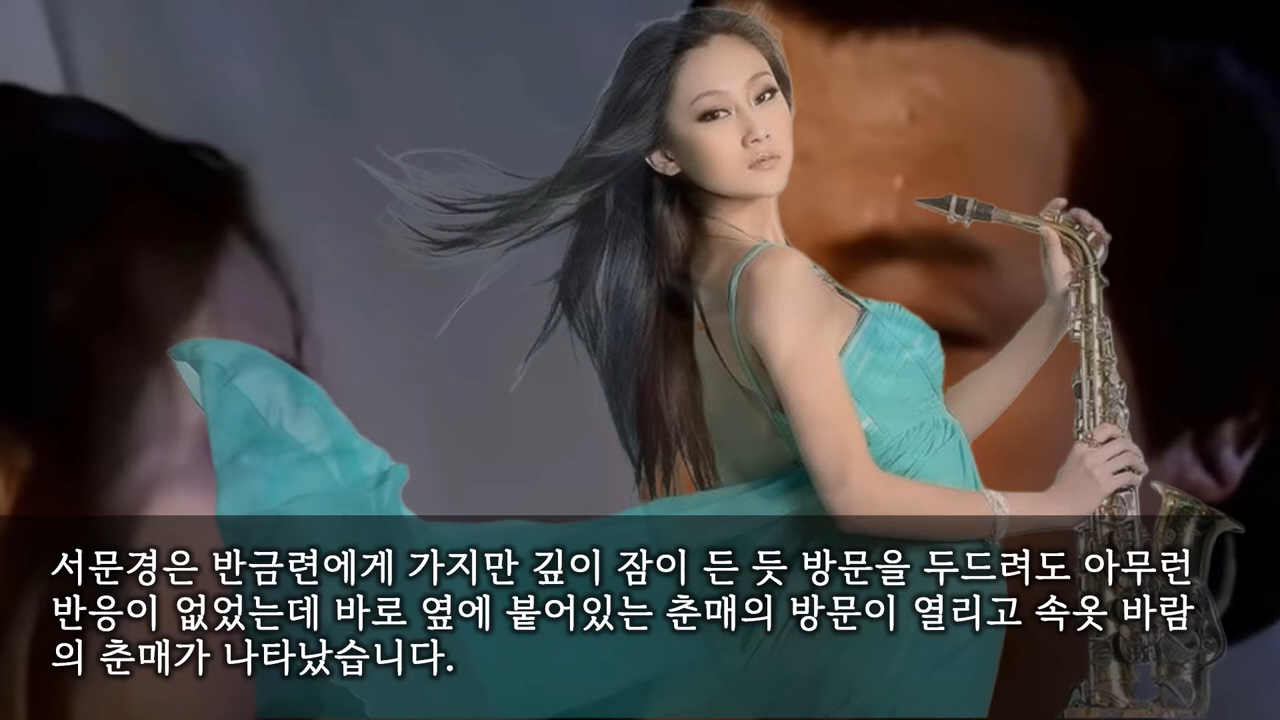 서문경은 반금련에게 가지만 깊이 잠이 든 듯 방문을 두드려도 아무런
반응이 없었는데 바로 옆에 붙어있는 춘매의 방문이 열리고 속옷 바람
의 춘매가 나타났습니다.